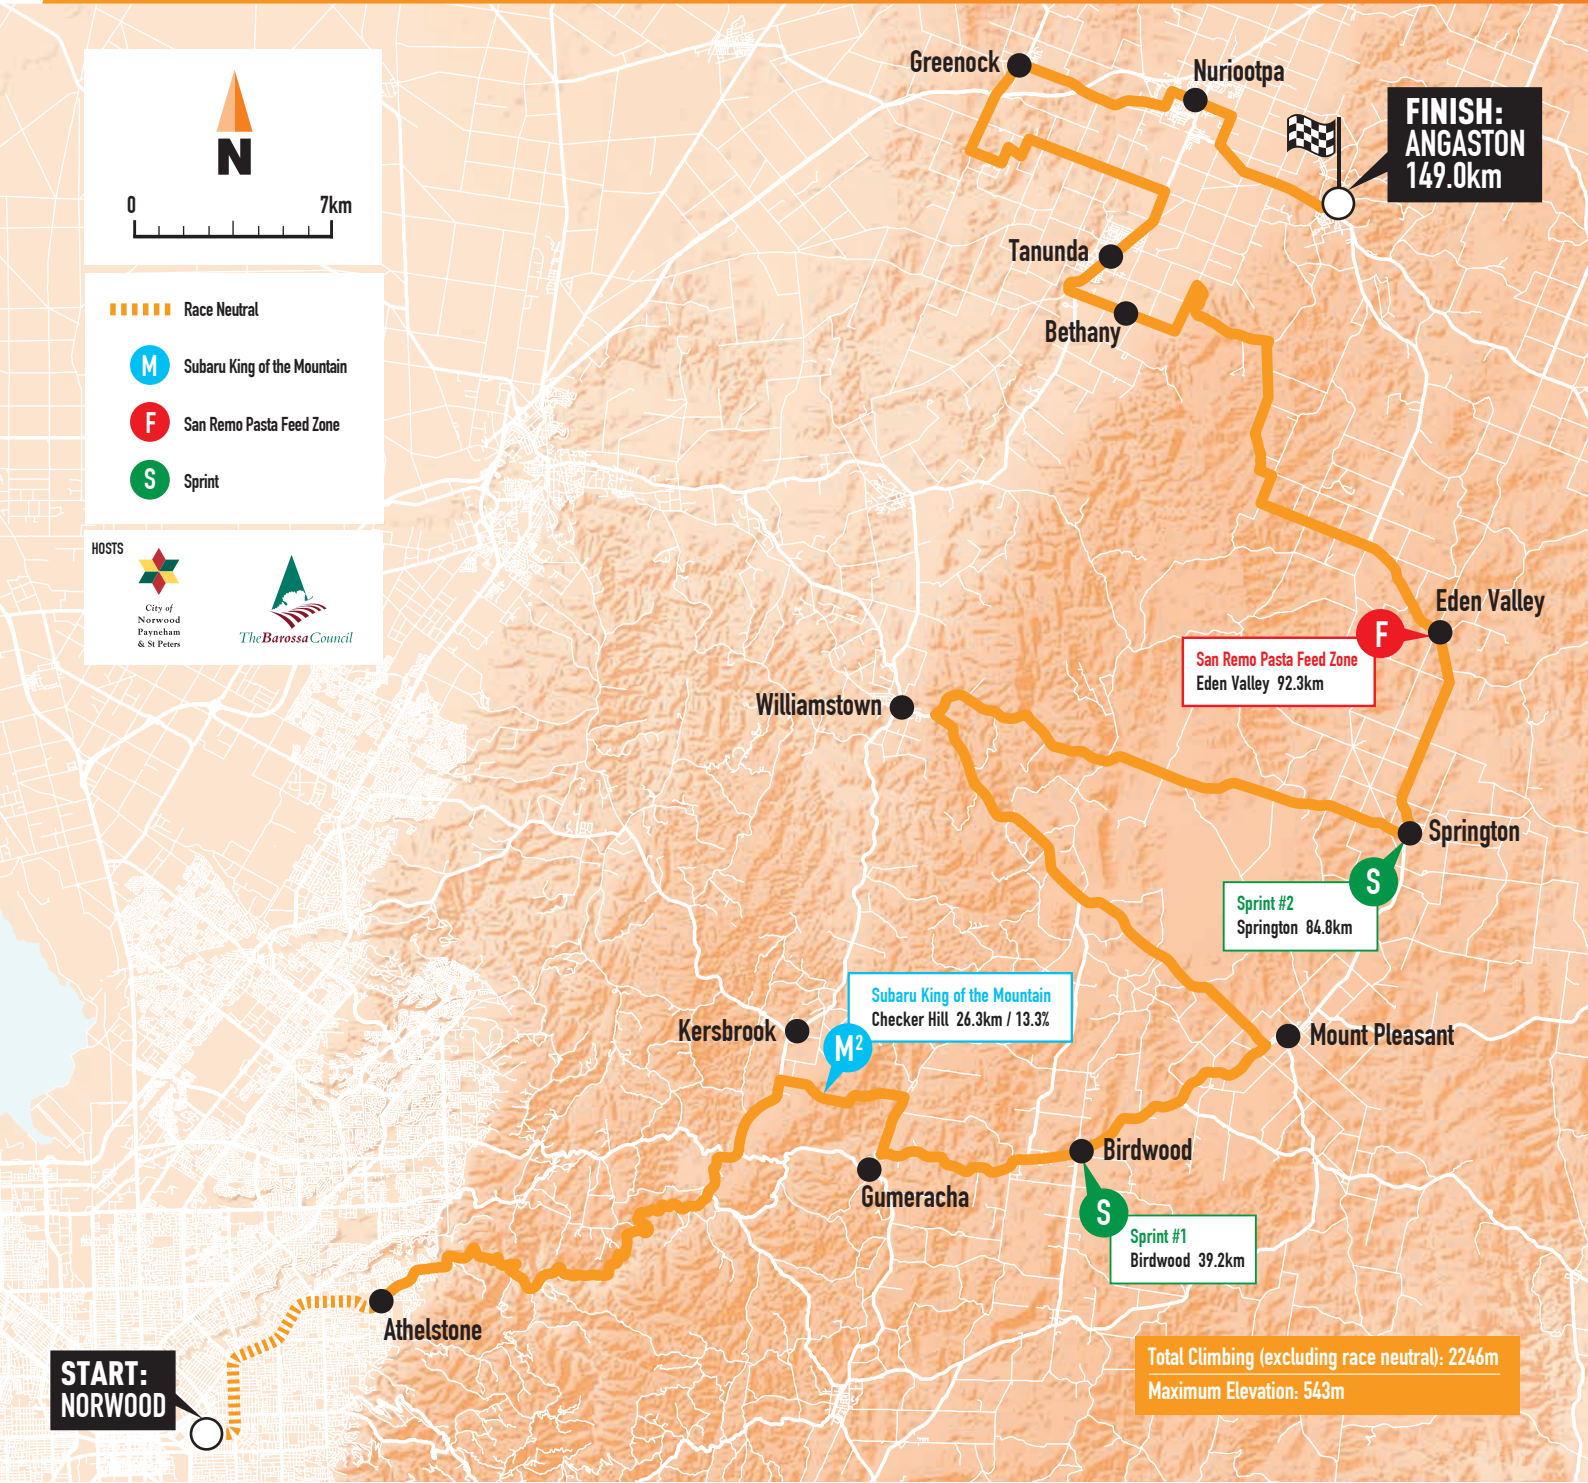 Greenock
Nuriootpa
FINISH:
ANGASTON
149.0km
N
0 7km
Tanunda
Bethany
Race Neutral
M Subaru King of the Mountain
F San Remo Pasta Feed Zone
S Sprint
HOSTS
City of
Norwood
Payneham
& St Peters
The Barossa Council
Eden Valley
F
San Remo Pasta Feed Zone
Eden Valley 92.3km
Williamstown
Springton
S
Sprint #2
Springton 84.8km
Subaru King of the Mountain
Checker Hill 26.3km / 13.3%
Kersbrook
M²
Mount Pleasant
Birdwood
Gumeracha
S
Sprint #1
Birdwood 39.2km
Athelstone
START:
NORWOOD
Total Climbing (excluding race neutral): 2246m
Maximum Elevation: 543m